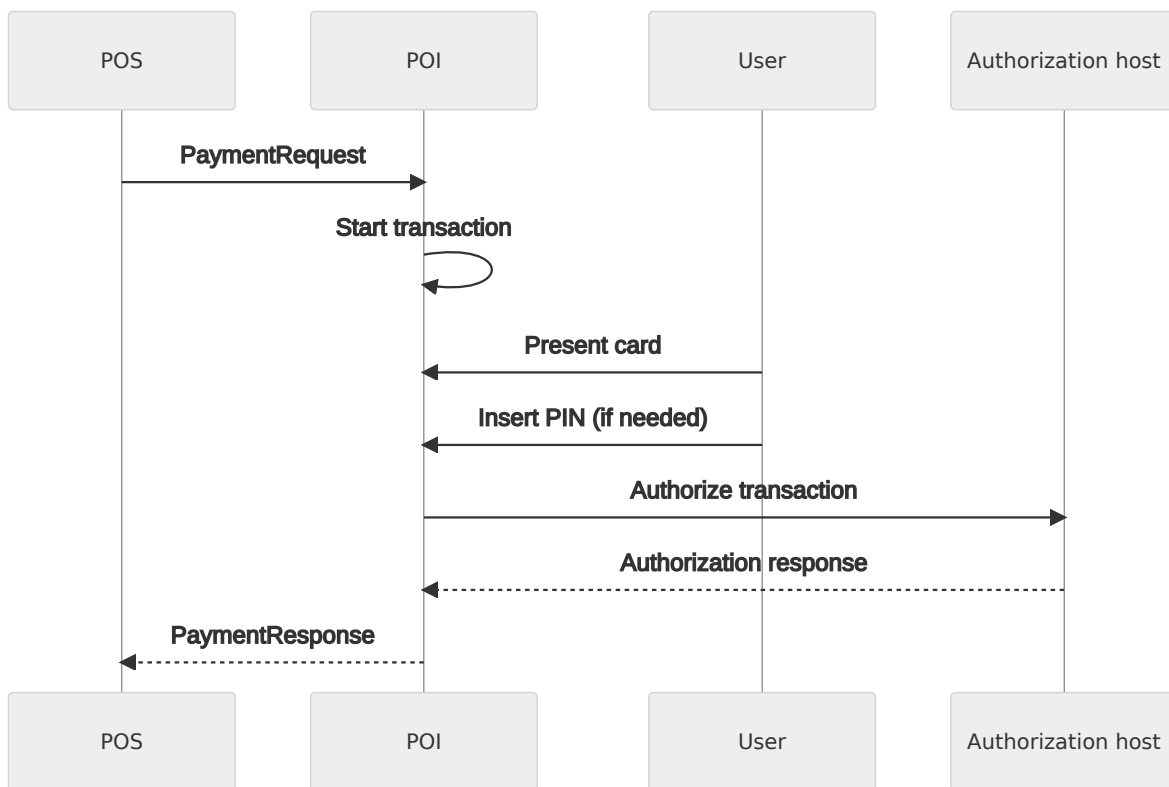 POS
POI
User
Authorization host
PaymentRequest
Start transaction
Present card
Insert PIN (if needed)
Authorize transaction
Authorization response
PaymentResponse
POS
POI
User
Authorization host